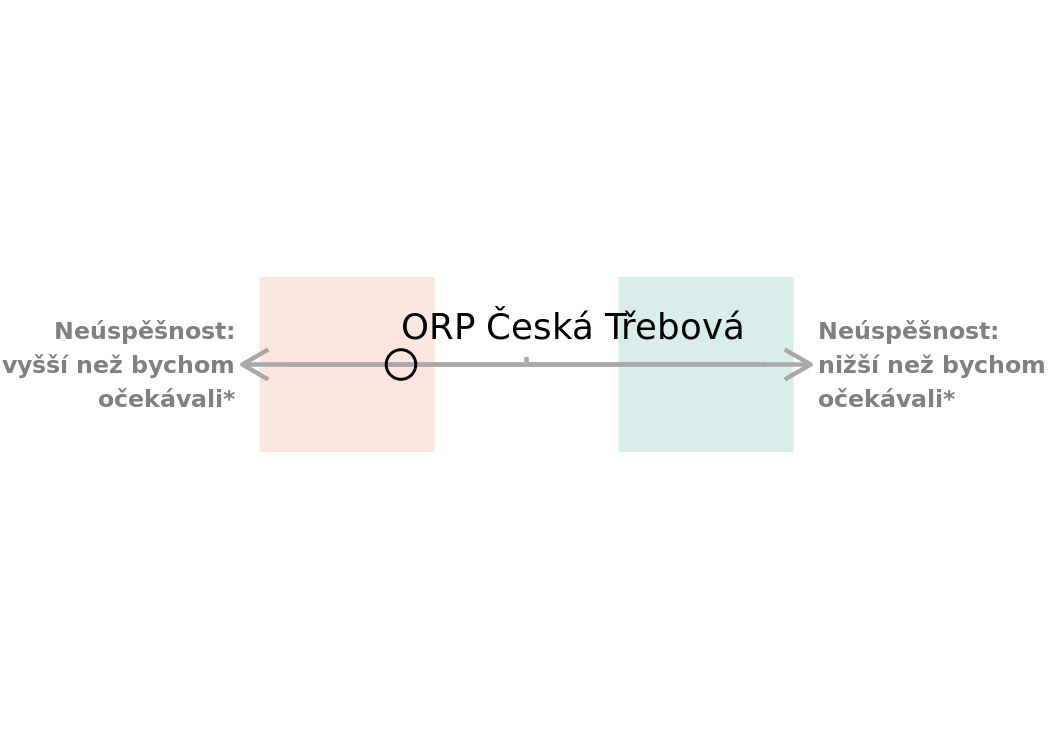 ORP Česká Třebová
Neúspěšnost:
vyšší než bychom
očekávali*
Neúspěšnost:
nižší než bychom
očekávali*